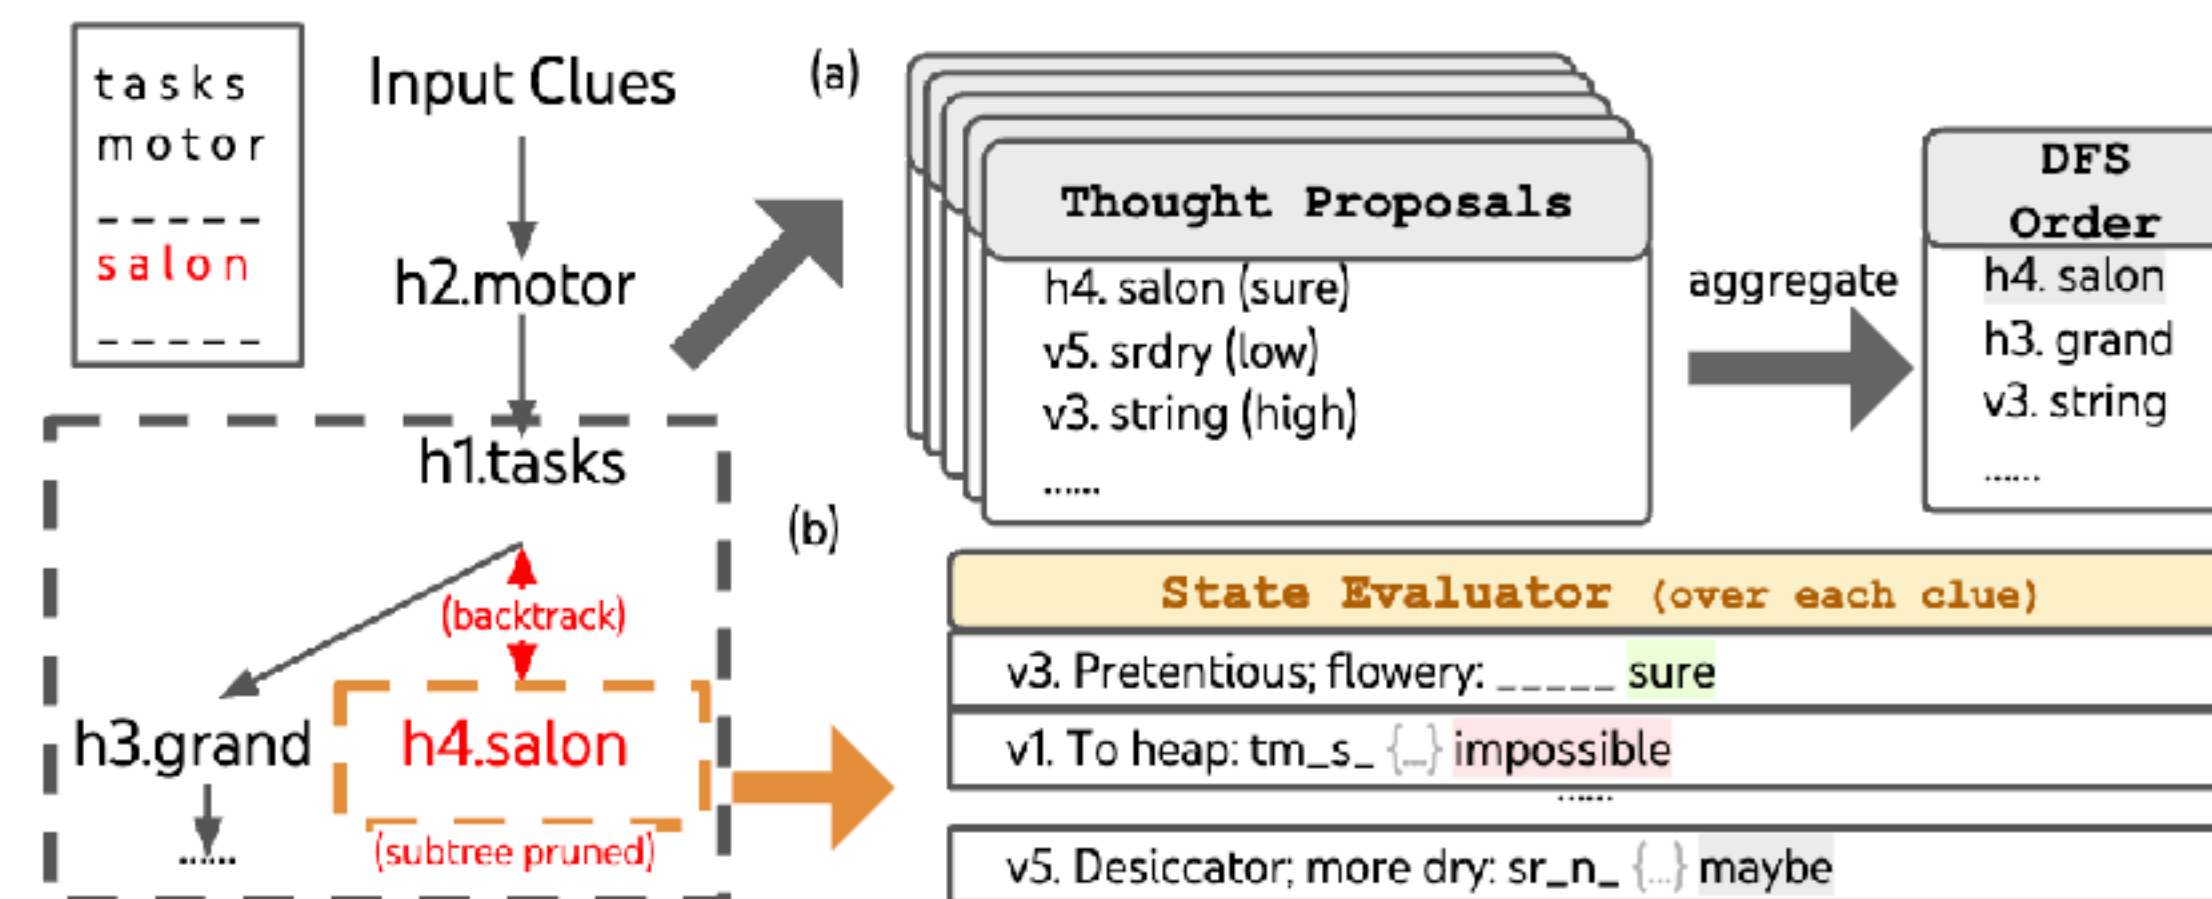 tasks
motor
_____
salon
_____
Input Clues
h2.motor
h1.tasks
(backtrack)
h3.grand
h4.salon
(subtree pruned)
......
(a)
Thought Proposals
h4. salon (sure)
v5. srdry (low)
v3. string (high)
......
aggregate
DFS
Order
h4. salon
h3. grand
v3. string
......
(b)
State Evaluator (over each clue)
v3. Pretentious; flowery: _____ sure
v1. To heap: tm_s_ {...} impossible
......
v5. Desiccator; more dry: sr_n_ {...} maybe